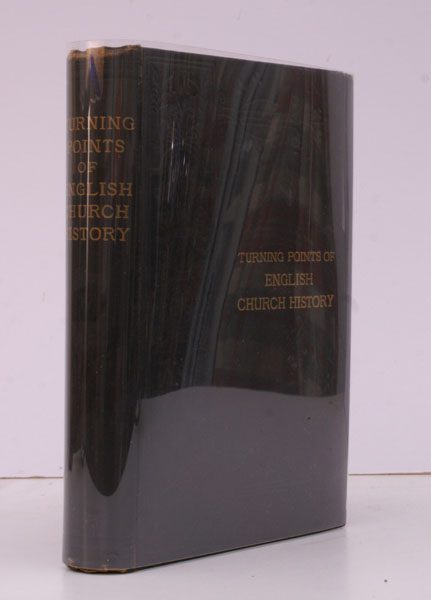 TURNING
POINTS
OF
ENGLISH
CHURCH
HISTORY
TURNING POINTS OF
ENGLISH
CHURCH HISTORY